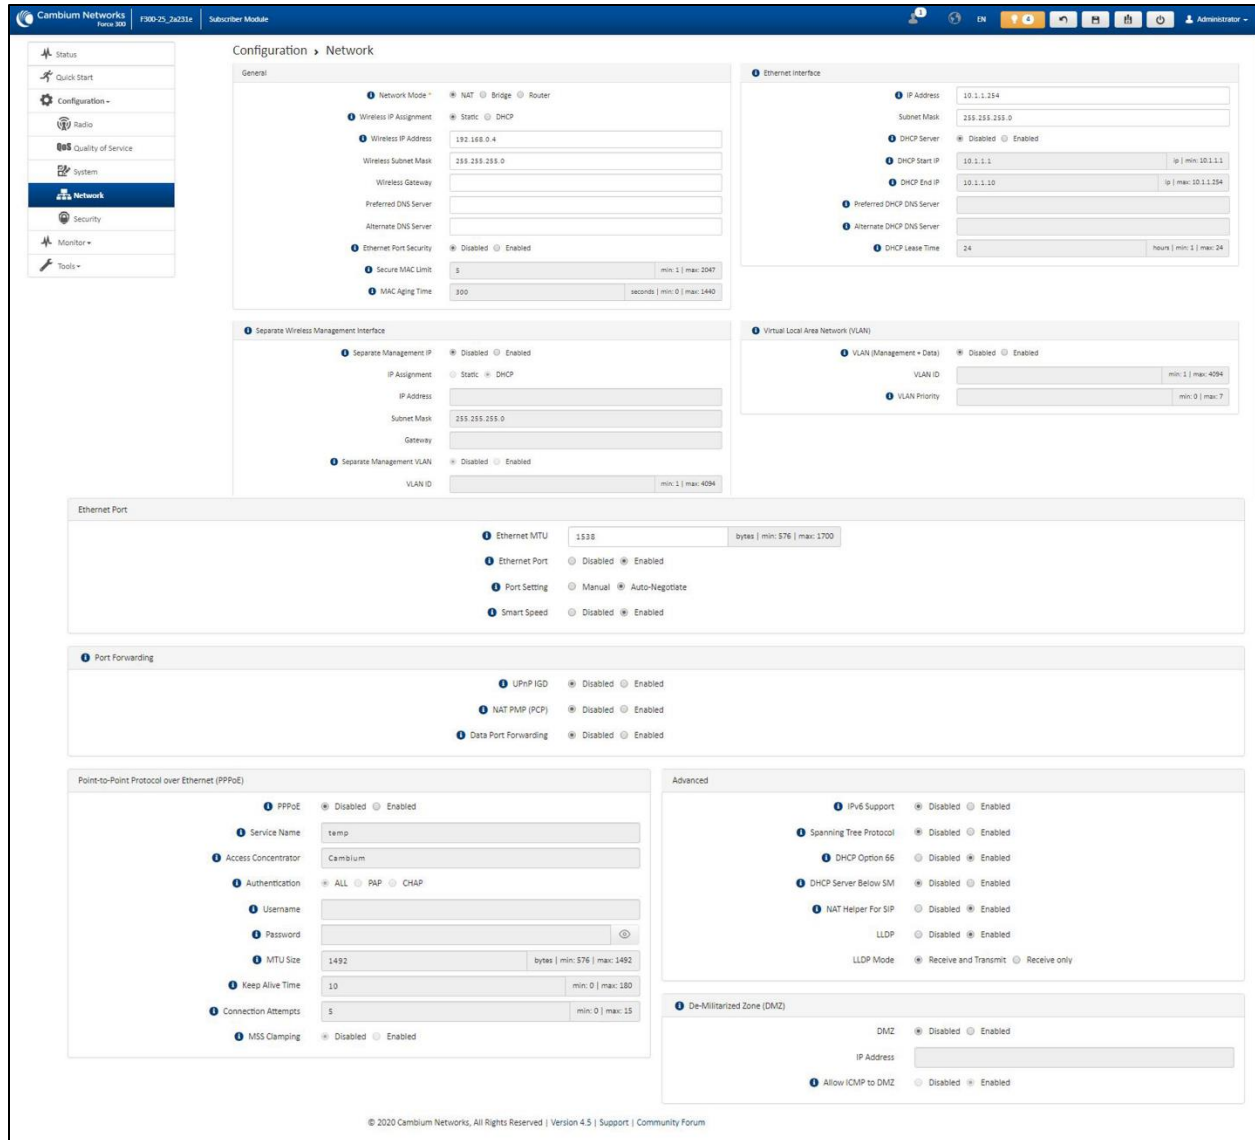 Cambium Networks
Force 300
F300-25_2a231e
Subscriber Module
1
EN
4
Administrator
Status
Quick Start
Configuration
Radio
QoS Quality of Service
System
Network
Security
Monitor
Tools
Configuration > Network
General
Network Mode * NAT Bridge Router
Wireless IP Assignment Static DHCP
Wireless IP Address 192.168.0.4
Wireless Subnet Mask 255.255.255.0
Wireless Gateway
Preferred DNS Server
Alternate DNS Server
Ethernet Port Security Disabled Enabled
Secure MAC Limit 5 min: 1 | max: 2047
MAC Aging Time 300 seconds | min: 0 | max: 1440
Ethernet Interface
IP Address 10.1.1.254
Subnet Mask 255.255.255.0
DHCP Server Disabled Enabled
DHCP Start IP 10.1.1.1 ip | min: 10.1.1.1
DHCP End IP 10.1.1.10 ip | max: 10.1.1.254
Preferred DHCP DNS Server
Alternate DHCP DNS Server
DHCP Lease Time 24 hours | min: 1 | max: 24
Separate Wireless Management Interface
Separate Management IP Disabled Enabled
IP Assignment Static DHCP
IP Address
Subnet Mask 255.255.255.0
Gateway
Separate Management VLAN Disabled Enabled
VLAN ID min: 1 | max: 4094
Virtual Local Area Network (VLAN)
VLAN (Management + Data) Disabled Enabled
VLAN ID min: 1 | max: 4094
VLAN Priority min: 0 | max: 7
Ethernet Port
Ethernet MTU 1538 bytes | min: 576 | max: 1700
Ethernet Port Disabled Enabled
Port Setting Manual Auto-Negotiate
Smart Speed Disabled Enabled
Port Forwarding
UPnP IGD Disabled Enabled
NAT PMP (PCP) Disabled Enabled
Data Port Forwarding Disabled Enabled
Point-to-Point Protocol over Ethernet (PPPoE)
PPPoE Disabled Enabled
Service Name temp
Access Concentrator Cambium
Authentication ALL PAP CHAP
Username
Password
MTU Size 1492 bytes | min: 576 | max: 1492
Keep Alive Time 10 min: 0 | max: 180
Connection Attempts 5 min: 0 | max: 15
MSS Clamping Disabled Enabled
Advanced
IPv6 Support Disabled Enabled
Spanning Tree Protocol Disabled Enabled
DHCP Option 66 Disabled Enabled
DHCP Server Below SM Disabled Enabled
NAT Helper For SIP Disabled Enabled
LLDP Disabled Enabled
LLDP Mode Receive and Transmit Receive only
De-Militarized Zone (DMZ)
DMZ Disabled Enabled
IP Address
Allow ICMP to DMZ Disabled Enabled
© 2020 Cambium Networks, All Rights Reserved | Version 4.5 | Support | Community Forum